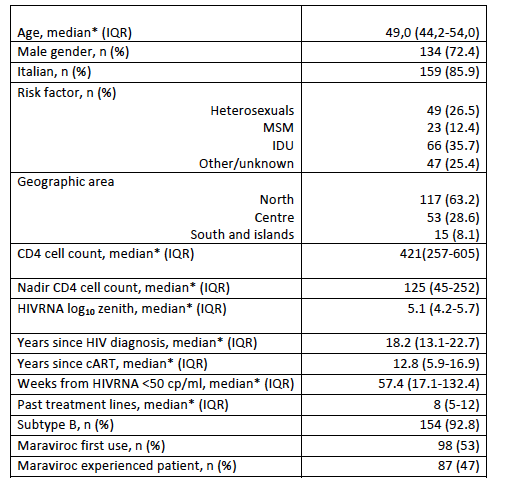 Age, median* (IQR) 49,0 (44,2-54,0)
Male gender, n (%) 134 (72.4)
Italian, n (%) 159 (85.9)
Risk factor, n (%)
Heterosexuals 49 (26.5)
MSM 23 (12.4)
IDU 66 (35.7)
Other/unknown 47 (25.4)
Geographic area
North 117 (63.2)
Centre 53 (28.6)
South and islands 15 (8.1)
CD4 cell count, median* (IQR) 421(257-605)
Nadir CD4 cell count, median* (IQR) 125 (45-252)
HIVRNA log10 zenith, median* (IQR) 5.1 (4.2-5.7)
Years since HIV diagnosis, median* (IQR) 18.2 (13.1-22.7)
Years since cART, median* (IQR) 12.8 (5.9-16.9)
Weeks from HIVRNA <50 cp/ml, median* (IQR) 57.4 (17.1-132.4)
Past treatment lines, median* (IQR) 8 (5-12)
Subtype B, n (%) 154 (92.8)
Maraviroc first use, n (%) 98 (53)
Maraviroc experienced patient, n (%) 87 (47)